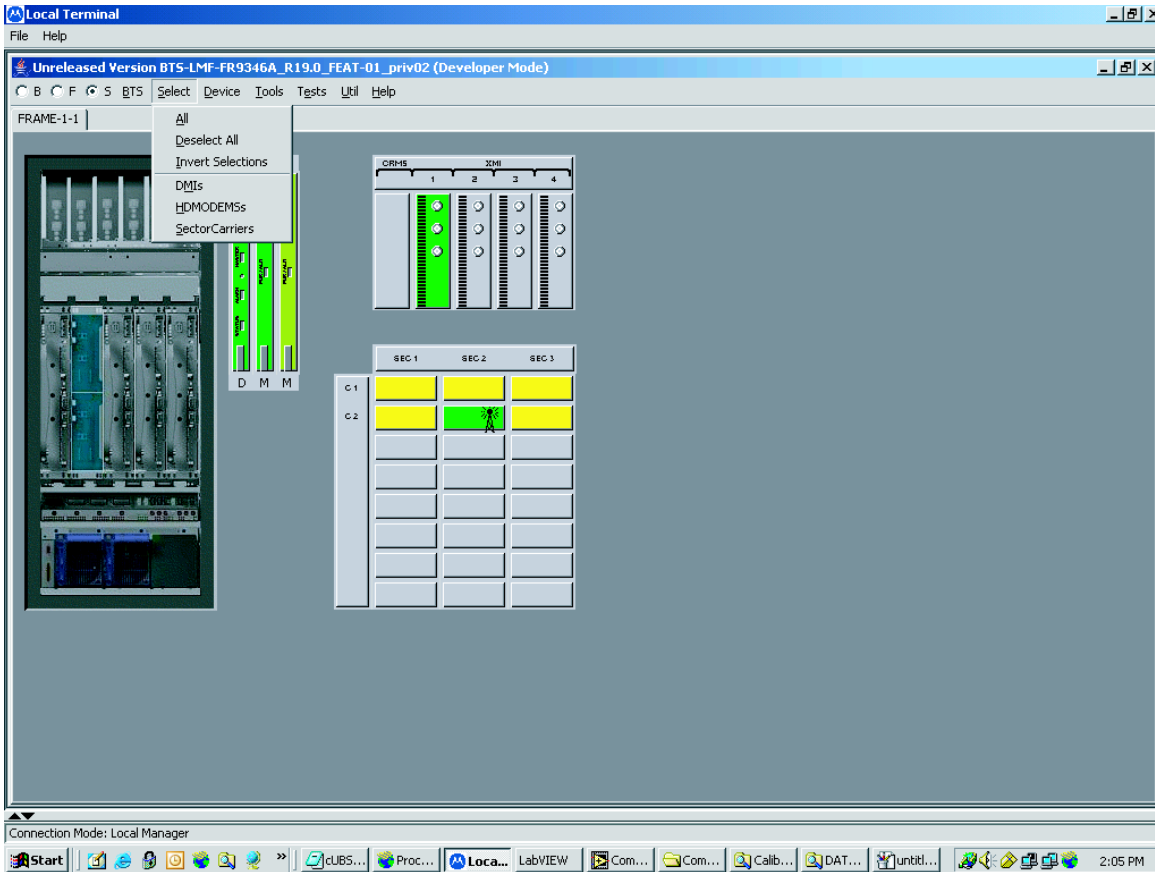 Local Terminal
File Help
Unreleased Version BTS-LMF-FR9346A_R19.0_FEAT-01_priv02 (Developer Mode)
B F S BTS Select Device Tools Tests Util Help
FRAME-1-1
All
Deselect All
Invert Selections
DMIs
HDMODEMSs
SectorCarriers
CRMS XMI
1 2 3 4
D M M
SEC 1 SEC 2 SEC 3
C 1
C 2
Connection Mode: Local Manager
Start » cUBS... Proc... Loca... LabVIEW Com... Com... Calib... DAT... untitl... 2:05 PM